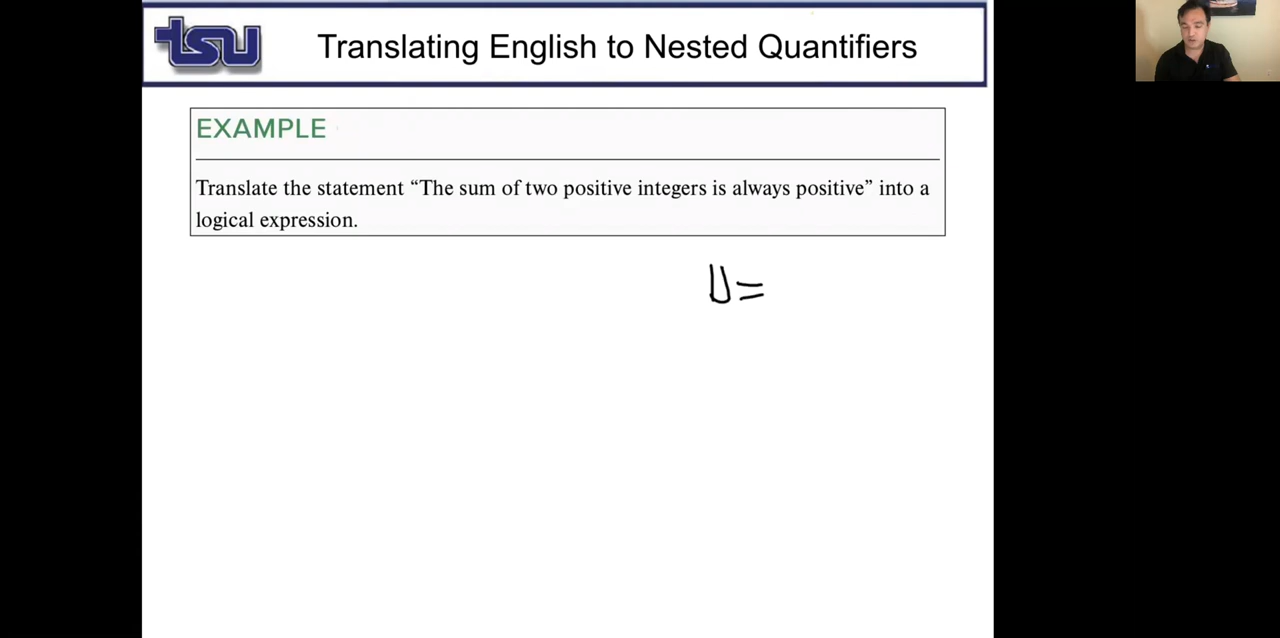 tsu
Translating English to Nested Quantifiers
EXAMPLE
Translate the statement “The sum of two positive integers is always positive” into a
logical expression.
U=